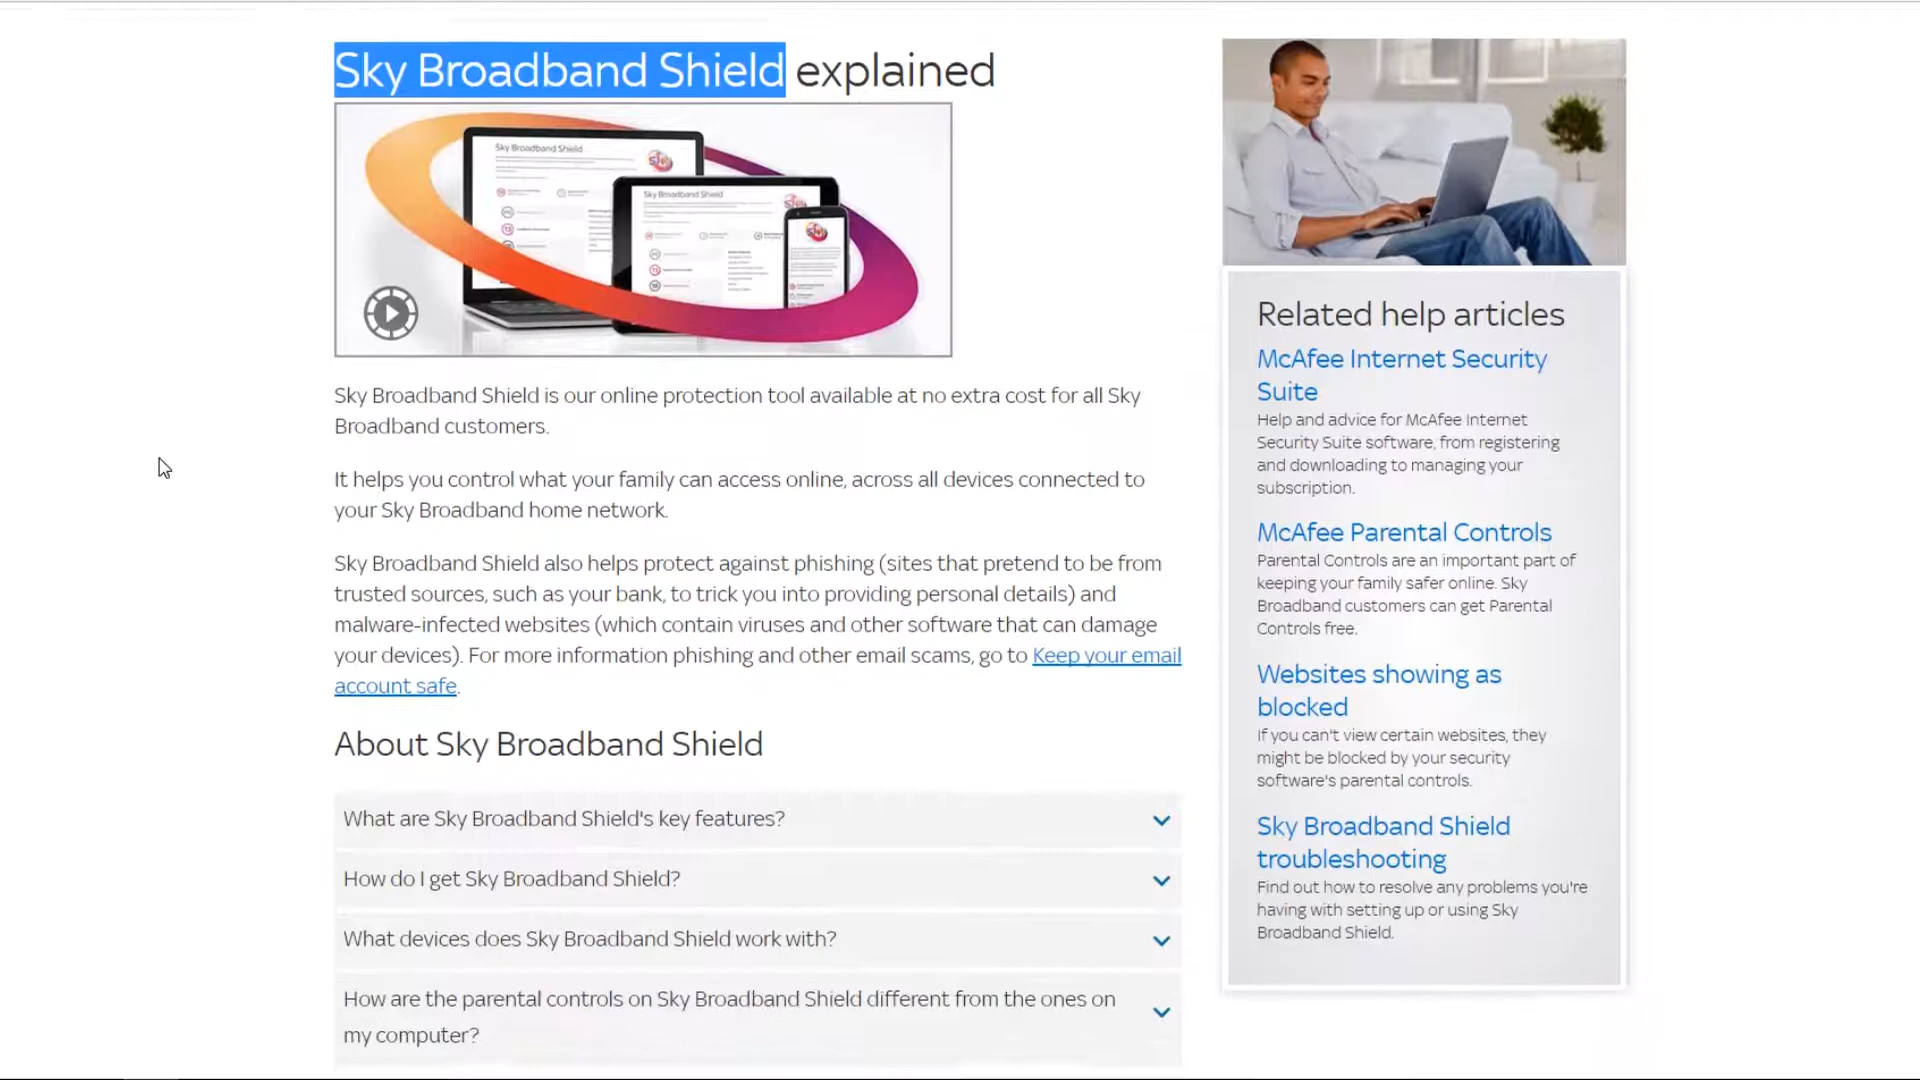 Sky Broadband Shield explained
Sky Broadband Shield
sky
Sky Broadband Shield
sky
sky
Sky Broadband Shield is our online protection tool available at no extra cost for all Sky
Broadband customers.
It helps you control what your family can access online, across all devices connected to
your Sky Broadband home network.
Sky Broadband Shield also helps protect against phishing (sites that pretend to be from
trusted sources, such as your bank, to trick you into providing personal details) and
malware-infected websites (which contain viruses and other software that can damage
your devices). For more information phishing and other email scams, go to Keep your email
account safe.
About Sky Broadband Shield
What are Sky Broadband Shield's key features?
How do I get Sky Broadband Shield?
What devices does Sky Broadband Shield work with?
How are the parental controls on Sky Broadband Shield different from the ones on
my computer?
Related help articles
McAfee Internet Security
Suite
Help and advice for McAfee Internet
Security Suite software, from registering
and downloading to managing your
subscription.
McAfee Parental Controls
Parental Controls are an important part of
keeping your family safer online. Sky
Broadband customers can get Parental
Controls free.
Websites showing as
blocked
If you can't view certain websites, they
might be blocked by your security
software's parental controls.
Sky Broadband Shield
troubleshooting
Find out how to resolve any problems you're
having with setting up or using Sky
Broadband Shield.